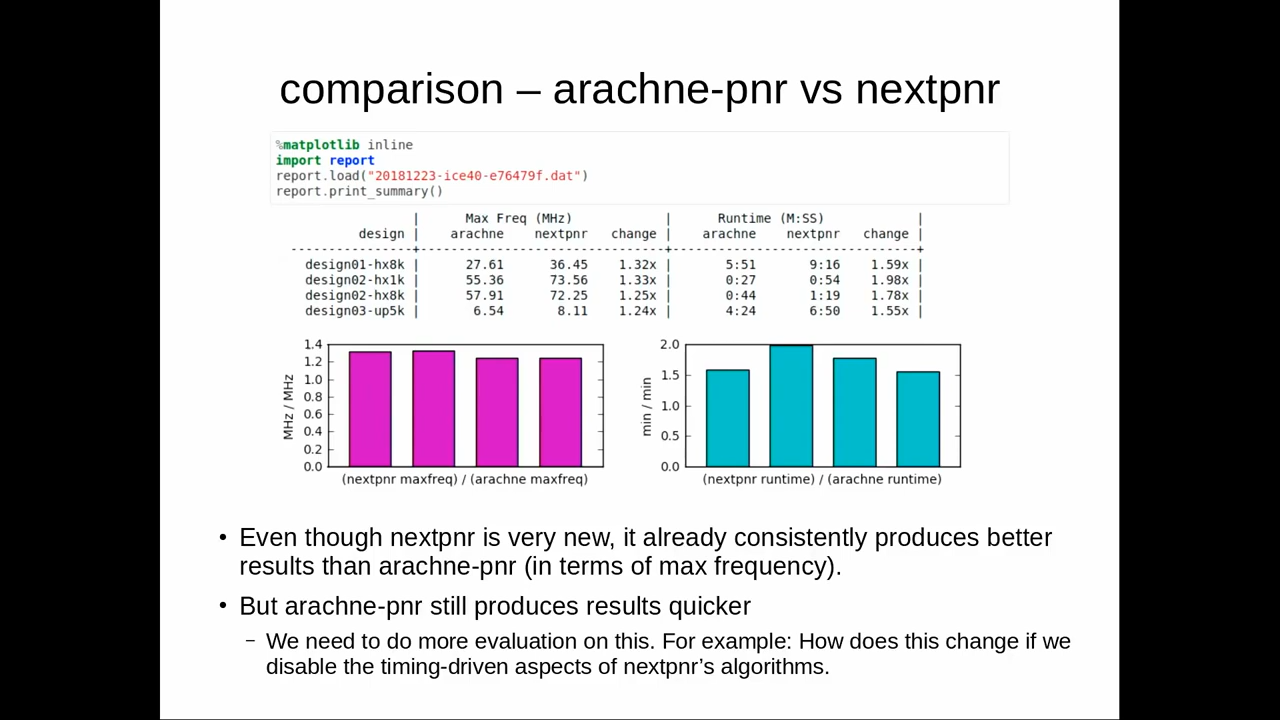 comparison – arachne-pnr vs nextpnr
%matplotlib inline
import report
report.load("20181223-ice40-e76479f.dat")
report.print_summary()
| Max Freq (MHz) | Runtime (M:SS) |
design | arachne nextpnr change | arachne nextpnr change |
----------------+------------------------------+------------------------------+
design01-hx8k | 27.61 36.45 1.32x | 5:51 9:16 1.59x |
design02-hx1k | 55.36 73.56 1.33x | 0:27 0:54 1.98x |
design02-hx8k | 57.91 72.25 1.25x | 0:44 1:19 1.78x |
design03-up5k | 6.54 8.11 1.24x | 4:24 6:50 1.55x |
1.4
1.2
1.0
0.8
0.6
0.4
0.2
0.0
MHz / MHz
(nextpnr maxfreq) / (arachne maxfreq)
2.0
1.5
1.0
0.5
0.0
min / min
(nextpnr runtime) / (arachne runtime)
• Even though nextpnr is very new, it already consistently produces better
results than arachne-pnr (in terms of max frequency).
• But arachne-pnr still produces results quicker
– We need to do more evaluation on this. For example: How does this change if we
disable the timing-driven aspects of nextpnr’s algorithms.